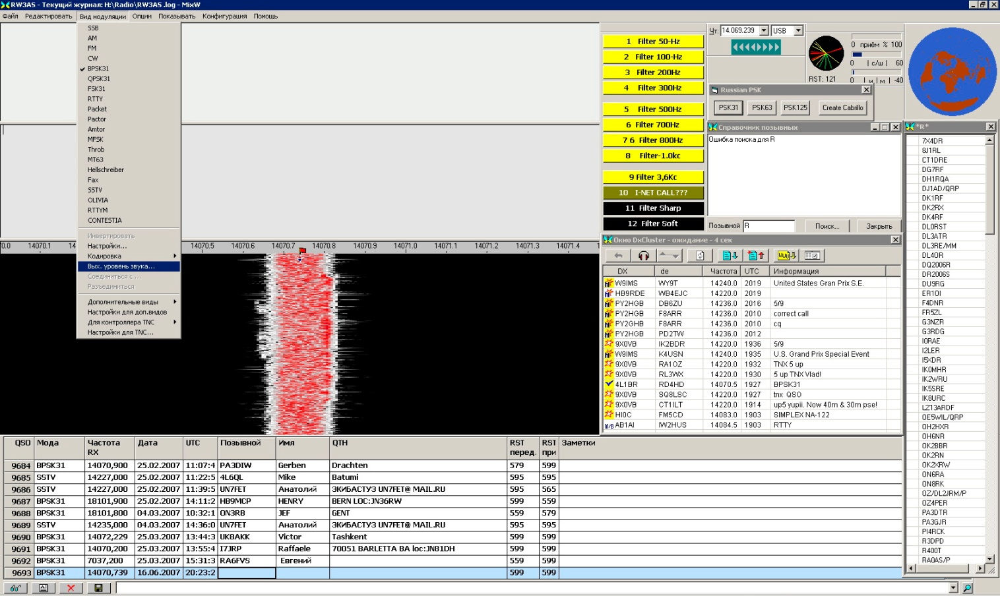 RW3AS - Текущий журнал: H:\Radio\RW3AS .log - MixW
Файл Редактировать Вид модуляции Опции Показывать Конфигурация Помощь
SSB
AM
FM
CW
BPSK31
QPSK31
FSK31
RTTY
Packet
Pactor
Amtor
MFSK
Throb
MT63
Hellschreiber
Fax
SSTV
OLIVIA
RTTYM
CONTESTIA
Инвертировать
Настройки...
Кодировка
Вых. уровень звука...
Соединиться с ...
Разъединиться
Дополнительные виды
Настройки для доп.видов
Для контроллера TNC
Настройки для TNC...
1 Filter 50-Hz
2 Filter 100-Hz
3 Filter 200Hz
4 Filter 300Hz
5 Filter 500Hz
6 Filter 700Hz
7 6 Filter 800Hz
8 Filter-1.0kc
9 Filter 3,6Kc
10 I-NET CALL???
11 Filter Sharp
12 Filter Soft
Чт: 14.069.239 USB
RST: 121
0 приём % 100
0 | с/ш | 60
0 | и | м | -40
Russian PSK
PSK31 PSK63 PSK125 Create Cabrillo
Справочник позывных
Ошибка поиска для R
Позывной R Поиск... Закрыть
0.0 14070.1 14 14070.5 14070.6 14070.7 14070.8 14070.9 14071.0 14071.1 14071.2 14071.3 14071.4 1
Окно DxCluster - ожидание - 4 сек
DX de Частота UTC Информация
W9IMS WY9T 14240.0 2019 United States Gran Prix S.E.
HB9RDE WB4EJC 14220.0 2019
PY2HGB DB6ZU 14236.0 2016 5/9
PY2HGB F8ARR 14236.0 2010 correct call
PY2GHB F8ARR 14236.0 2010 cq
PY2HGB PD2TW 14236.0 2012
9X0VB IK2BDR 14220.0 1936 5/9
W9IMS K4USN 14240.0 1935 U.S. Grand Prix Special Event
9X0VB RA1OZ 14220.0 1932 TNX 5 up
9X0VB RL3WX 14220.0 1930 5 up TNX Vlad!
4L1BR RD4HD 14070.5 1927 BPSK31
9X0VB SQ8LSC 14220.0 1927 tnx QSO
9X0VB CT1ILT 14220.0 1914 up5 yupii. Now 40m & 30m pse!
HI0C FM5CD 14083.0 1903 SIMPLEX NA-122
M/B AB1AI IW2HUS 14084.5 1903 RTTY
*R*
7X4DR
8J1RL
CT1DRE
DG7RF
DH1RQA
DJ1AD/QRP
DK1RF
DK2RX
DK4RF
DL0RST
DL3ATR
DL3RE/MM
DL4OR
DQ2006R
DR2006S
DU9RG
ER1OI
F4DNR
FR5ZL
G3NZR
G3RDG
I0RAE
I2LER
I5XDR
IK0MHR
IK2WRU
IK5SRE
IK8URC
LZ13ARDF
OE5WIL/QRP
OH2HXR
OH6NR
OK2BBR
OK2RN
OK2XRW
ON6RA
ON8RK
OZ/DL2JRM/P
OZ4PER
PA3DTR
PA3GJR
PI4RCK
R3DPD
R400T
RA0AS/P
QSO Мода Частота RX Дата UTC Позывной Имя QTH RST перед. RST при Заметки
9684 BPSK31 14070,900 25.02.2007 11:07:4 PA3DIW Gerben Drachten 579 599
9685 SSTV 14227,000 25.02.2007 11:22:5 4L6QL Mike Batumi 595 595
9686 SSTV 14227,000 25.02.2007 11:39:5 UN7FET Анатолий ЭКИБАСТУЗ UN7FET@ MAIL.RU 595 565
9687 BPSK31 18101,900 25.02.2007 14:11:2 HB9MCP HENRY BERN LOC:JN36RW 599 559
9688 BPSK31 18101,800 04.03.2007 10:32:1 ON3RB JEF GENT 559 579
9689 SSTV 14235,000 04.03.2007 14:36:0 UN7FET Анатолий ЭКИБАСТУЗ UN7FET@ MAIL.RU 595 595
9690 BPSK31 14072,229 25.03.2007 13:44:3 UK8AKK Victor Tashkent 599 599
9691 BPSK31 14070,200 25.03.2007 13:55:4 I7JRP Raffaele 70051 BARLETTA BA loc:JN81DH 599 599
9692 BPSK31 7037,200 25.03.2007 15:31:3 RA6FVS Евгений 559 599
9693 BPSK31 14070,739 16.06.2007 20:23:2 599 599